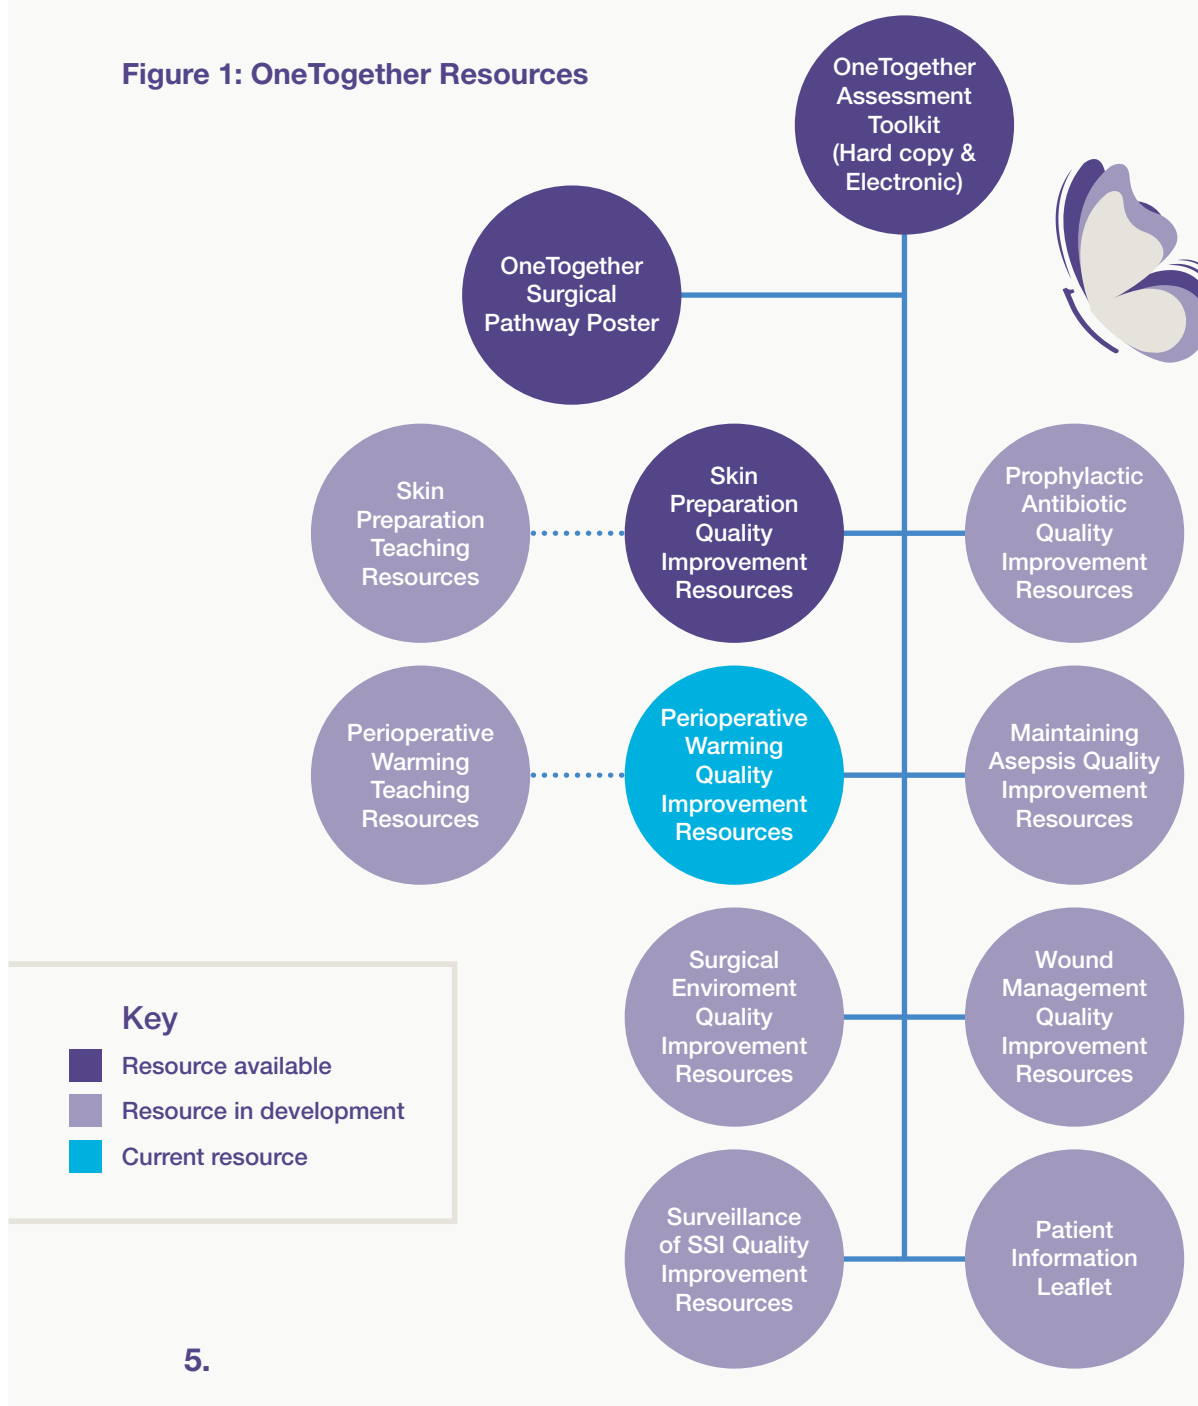 Figure 1: OneTogether Resources
OneTogether
Assessment
Toolkit
(Hard copy &
Electronic)
OneTogether
Surgical
Pathway Poster
Skin
Preparation
Teaching
Resources
Skin
Preparation
Quality
Improvement
Resources
Prophylactic
Antibiotic
Quality
Improvement
Resources
Perioperative
Warming
Teaching
Resources
Perioperative
Warming
Quality
Improvement
Resources
Maintaining
Asepsis Quality
Improvement
Resources
Surgical
Enviroment
Quality
Improvement
Resources
Wound
Management
Quality
Improvement
Resources
Key
Resource available
Resource in development
Current resource
Surveillance
of SSI Quality
Improvement
Resources
Patient
Information
Leaflet
5.